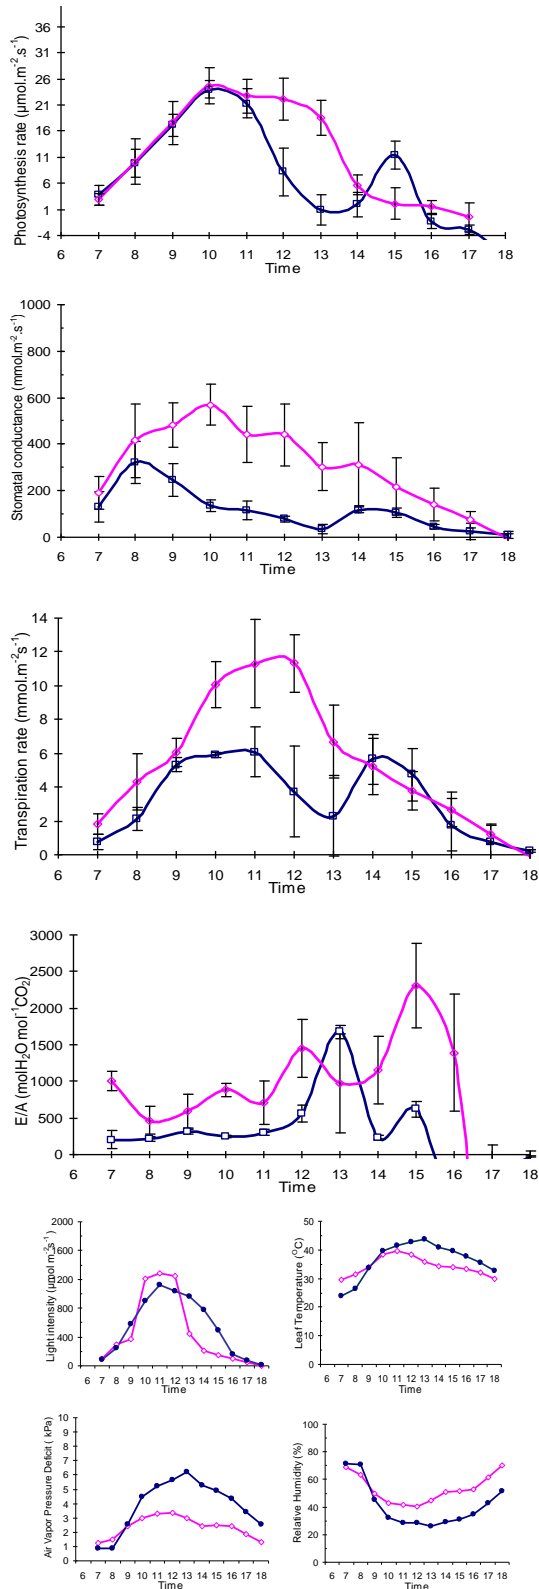 Photosynthesis rate (µmol.m-2.s1)
36
31
26
21
16
11
6
1
-4
6 7 8 9 10 11 12 13 14 15 16 17 18
Time
Stomatal conductance (mmol.m-2.s1)
1000
800
600
400
200
0
6 7 8 9 10 11 12 13 14 15 16 17 18
Time
Transpiration rate (mmol.m-2s1)
14
12
10
8
6
4
2
0
6 7 8 9 10 11 12 13 14 15 16 17 18
Time
E/A (molH2O mol-1CO2)
3000
2500
2000
1500
1000
500
0
6 7 8 9 10 11 12 13 14 15 16 17 18
Time
Light intensity (µmol m-2s1)
2000
1600
1200
800
400
0
6 7 8 9 10 11 12 13 14 15 16 17 18
Time
Leaf Temperature (OC)
50
40
30
20
10
0
6 7 8 9 10 11 12 13 14 15 16 17 18
Time
Air Vapor Pressure Deficit ( kPa)
10
9
8
7
6
5
4
3
2
1
0
6 7 8 9 10 11 12 13 14 15 16 17 18
Time
Relative Humidity (%)
100
80
60
40
20
0
6 7 8 9 10 11 12 13 14 15 16 17 18
Time